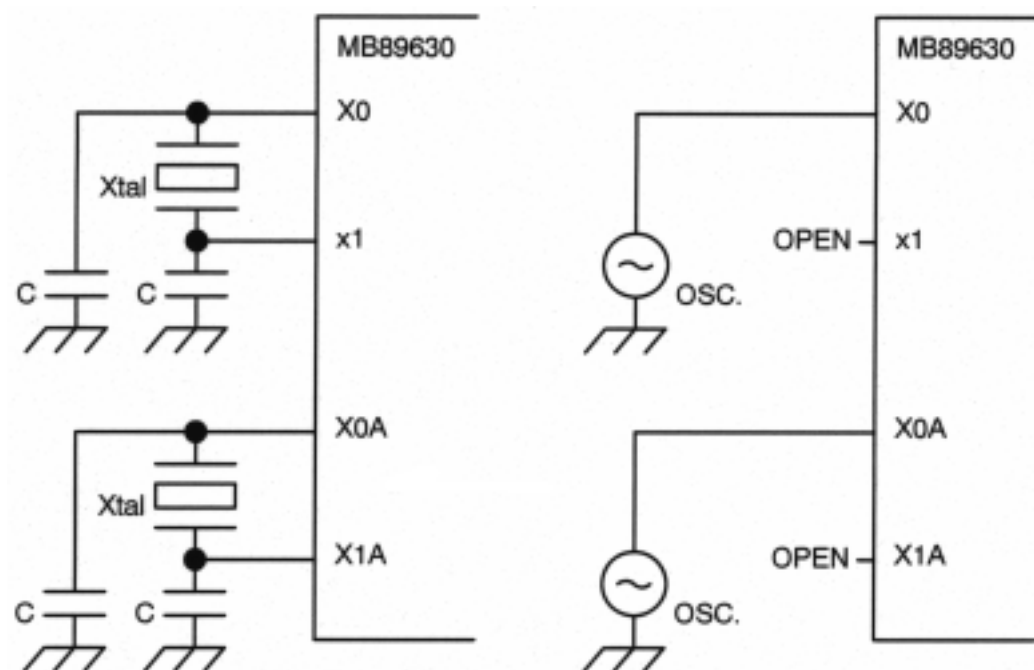 MB89630
X0
Xtal
x1
C
C
X0A
Xtal
X1A
C
C
MB89630
X0
OPEN
x1
OSC.
X0A
OPEN
X1A
OSC.